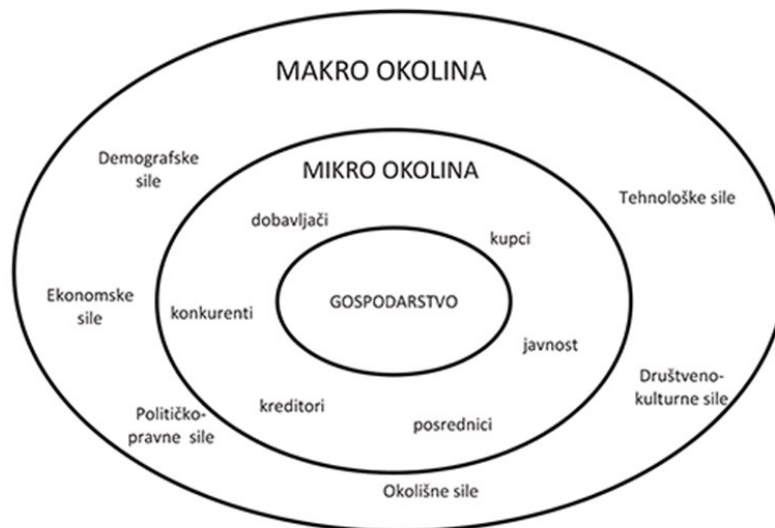 MAKRO OKOLINA
Demografske
sile
MIKRO OKOLINA
Tehnološke sile
dobavljači
kupci
Ekonomske
sile
konkurenti
GOSPODARSTVO
javnost
Društveno-
kulturne sile
kreditori
Političko-
pravne sile
posrednici
Okolišne sile